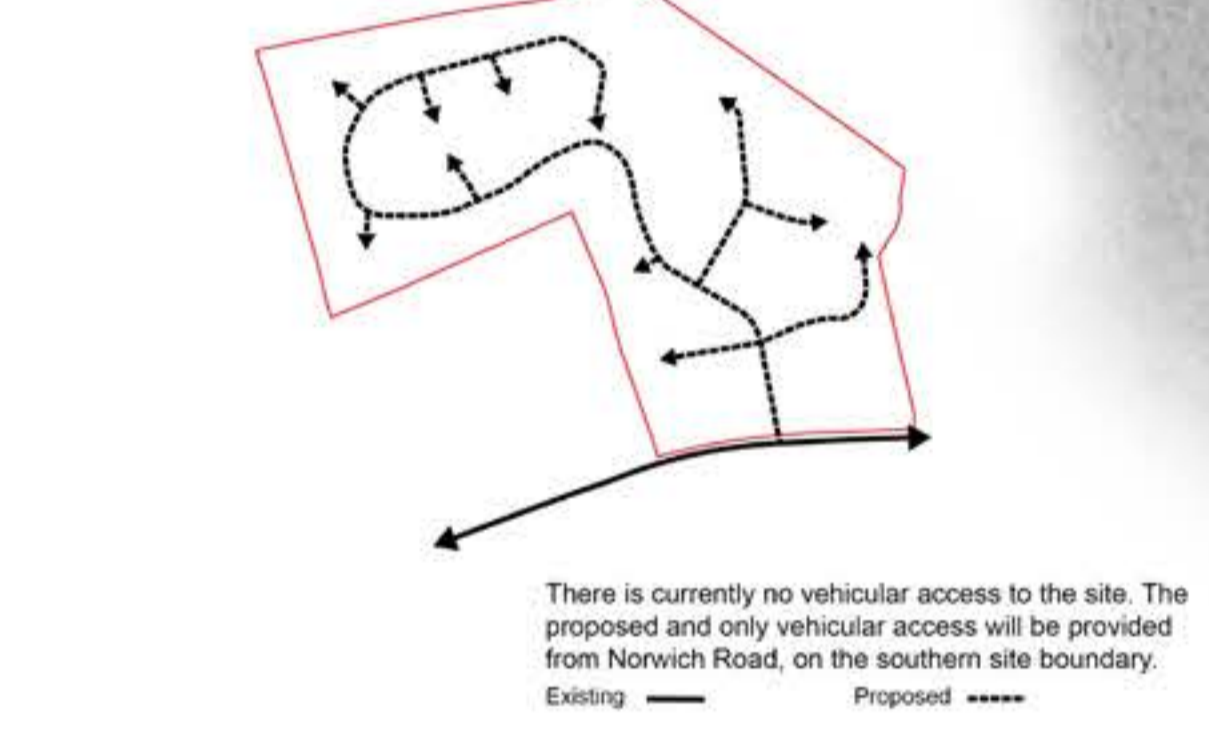 There is currently no vehicular access to the site. The
proposed and only vehicular access will be provided
from Norwich Road, on the southern site boundary.
Existing Proposed